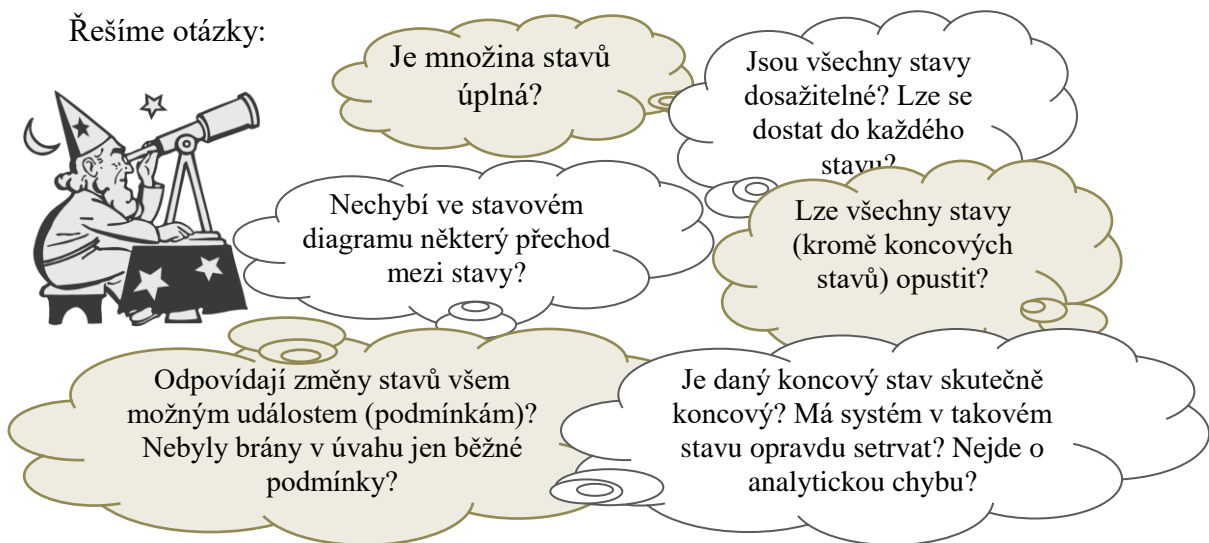 Řešíme otázky:
Je množina stavů
úplná?
Jsou všechny stavy
dosažitelné? Lze se
dostat do každého
stavu?
Nechybí ve stavovém
diagramu některý přechod
mezi stavy?
Lze všechny stavy
(kromě koncových
stavů) opustit?
Odpovídají změny stavů všem
možným událostem (podmínkám)?
Nebyly brány v úvahu jen běžné
podmínky?
Je daný koncový stav skutečně
koncový? Má systém v takovém
stavu opravdu setrvat? Nejde o
analytickou chybu?